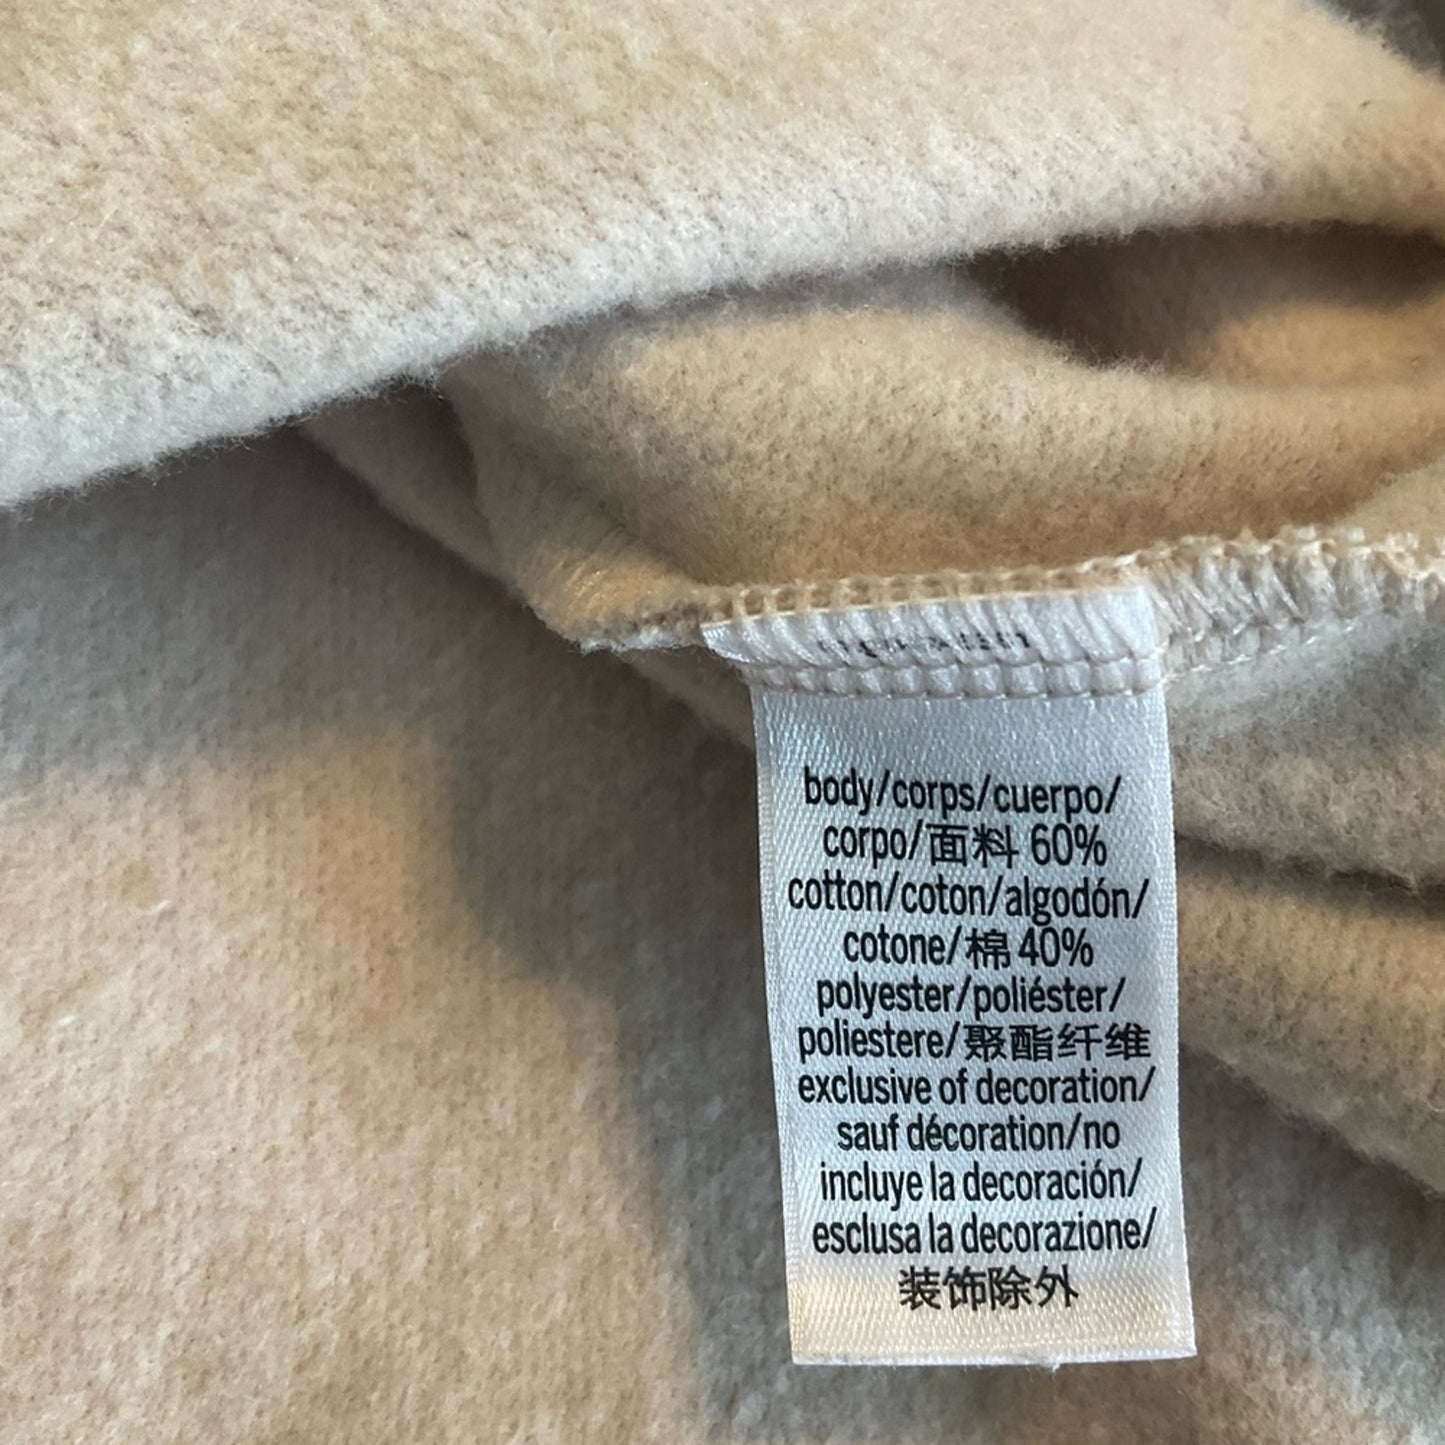 body/corps/cuerpo/
corpo/面料 60%
cotton/coton/algodón/
cotone/棉 40%
polyester/poliéster/
poliestere/聚酯纤维
exclusive of decoration/
sauf décoration/no
incluye la decoración/
esclusa la decorazione/
装饰除外